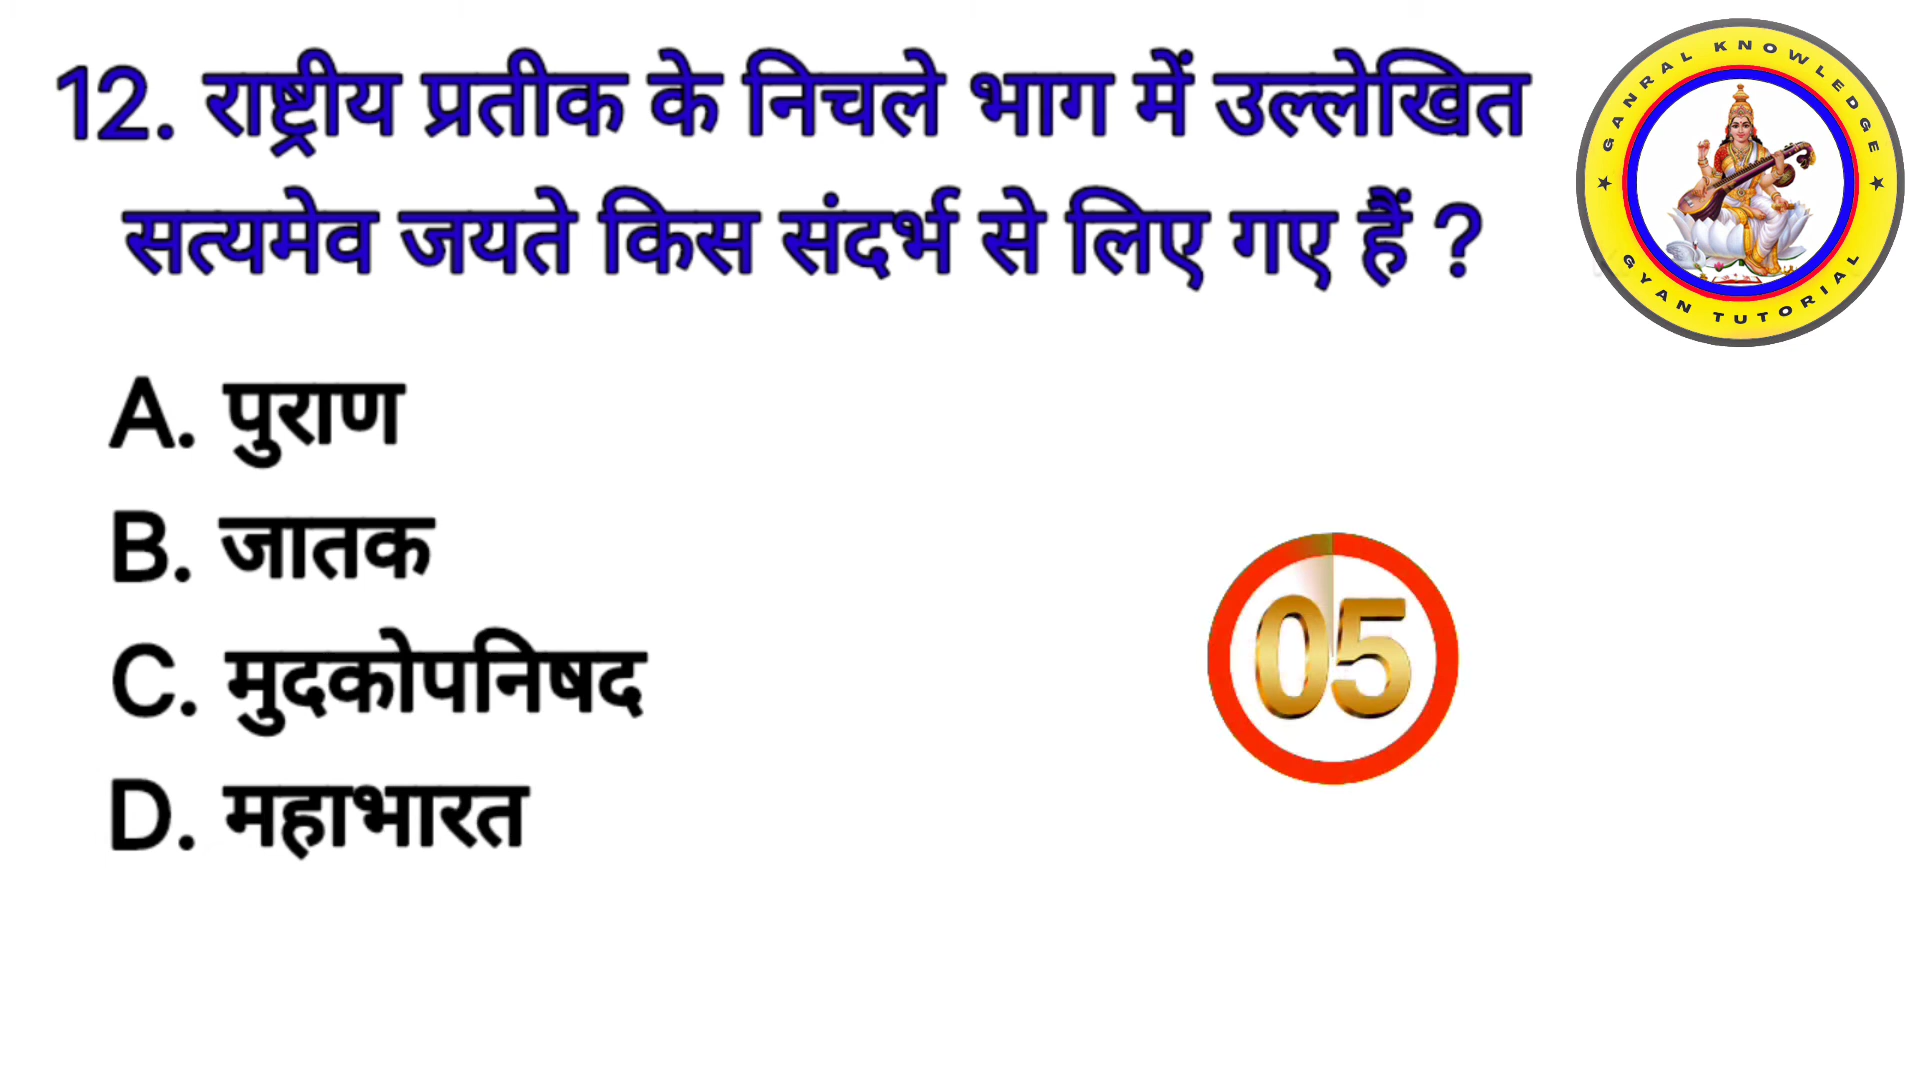 12. राष्ट्रीय प्रतीक के निचले भाग में उल्लेखित
सत्यमेव जयते किस संदर्भ से लिए गए हैं ?
GANRAL KNOWLEDGE
GYAN TUTORIAL
A. पुराण
B. जातक
C. मुदकोपनिषद
D. महाभारत
05